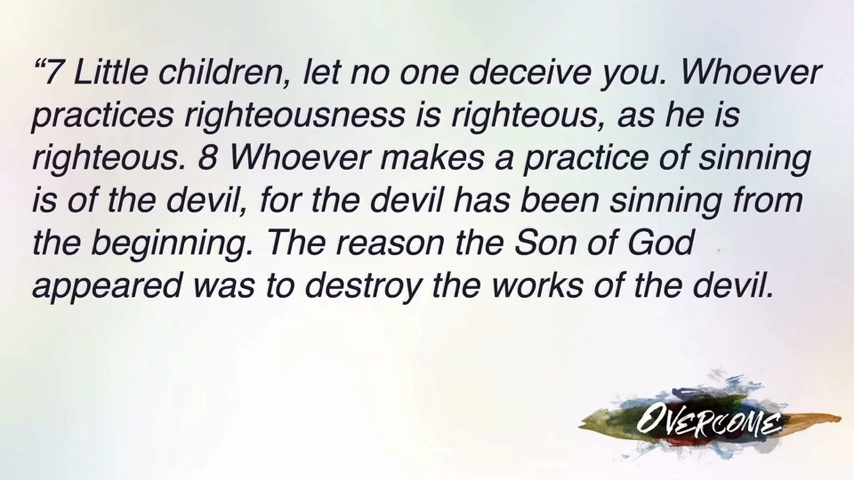 “7 Little children, let no one deceive you. Whoever
practices righteousness is righteous, as he is
righteous. 8 Whoever makes a practice of sinning
is of the devil, for the devil has been sinning from
the beginning. The reason the Son of God
appeared was to destroy the works of the devil.
OVERCOME